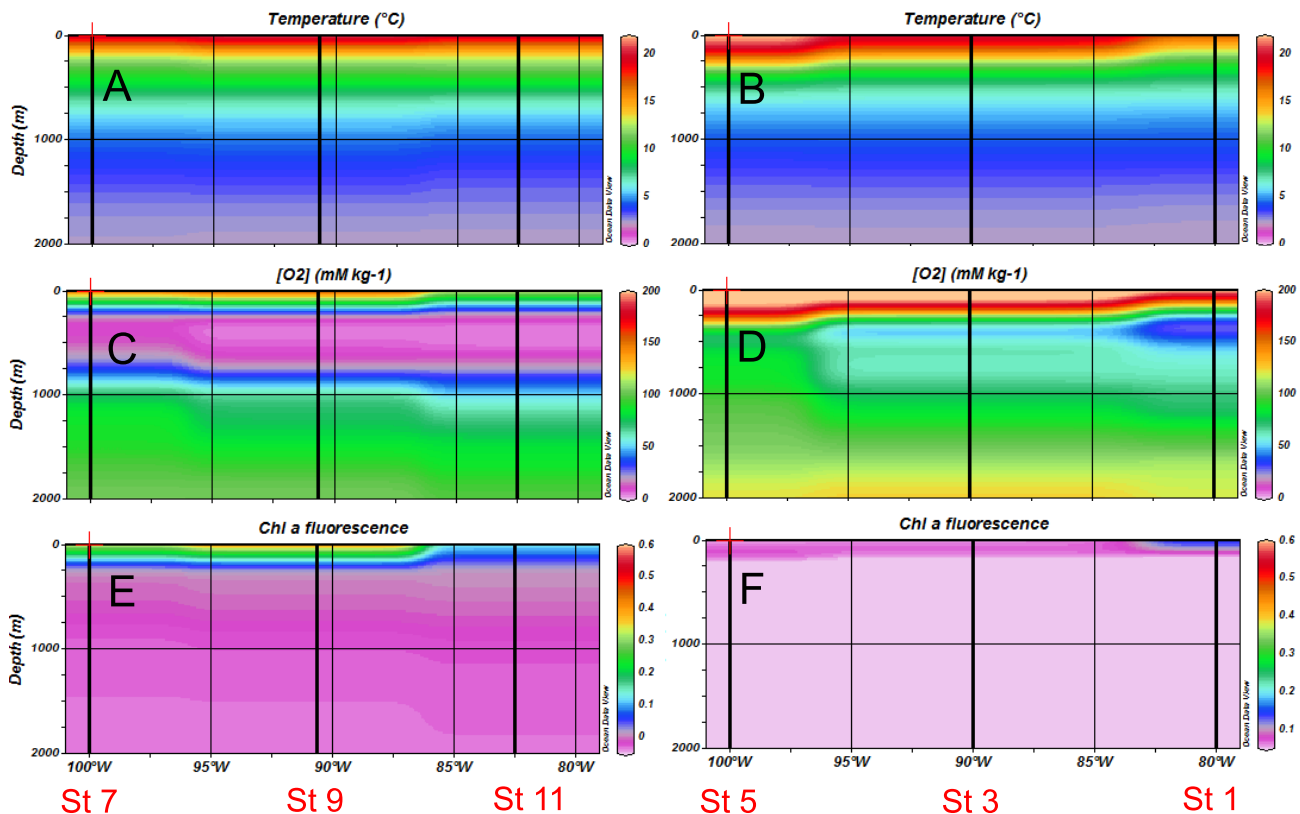 Temperature (°C)
Temperature (°C)
A
B
Depth (m)
0
1000
2000
0
1000
2000
20
15
10
5
0
20
15
10
5
0
Ocean Data View
Ocean Data View
[O2] (mM kg-1)
[O2] (mM kg-1)
C
D
Depth (m)
0
1000
2000
0
1000
2000
200
150
100
50
0
200
150
100
50
0
Ocean Data View
Ocean Data View
Chl a fluorescence
Chl a fluorescence
E
F
Depth (m)
0
1000
2000
0
1000
2000
0.6
0.5
0.4
0.3
0.2
0.1
0
0.6
0.5
0.4
0.3
0.2
0.1
Ocean Data View
Ocean Data View
100°W 95°W 90°W 85°W 80°W
100°W 95°W 90°W 85°W 80°W
St 7 St 9 St 11
St 5 St 3 St 1